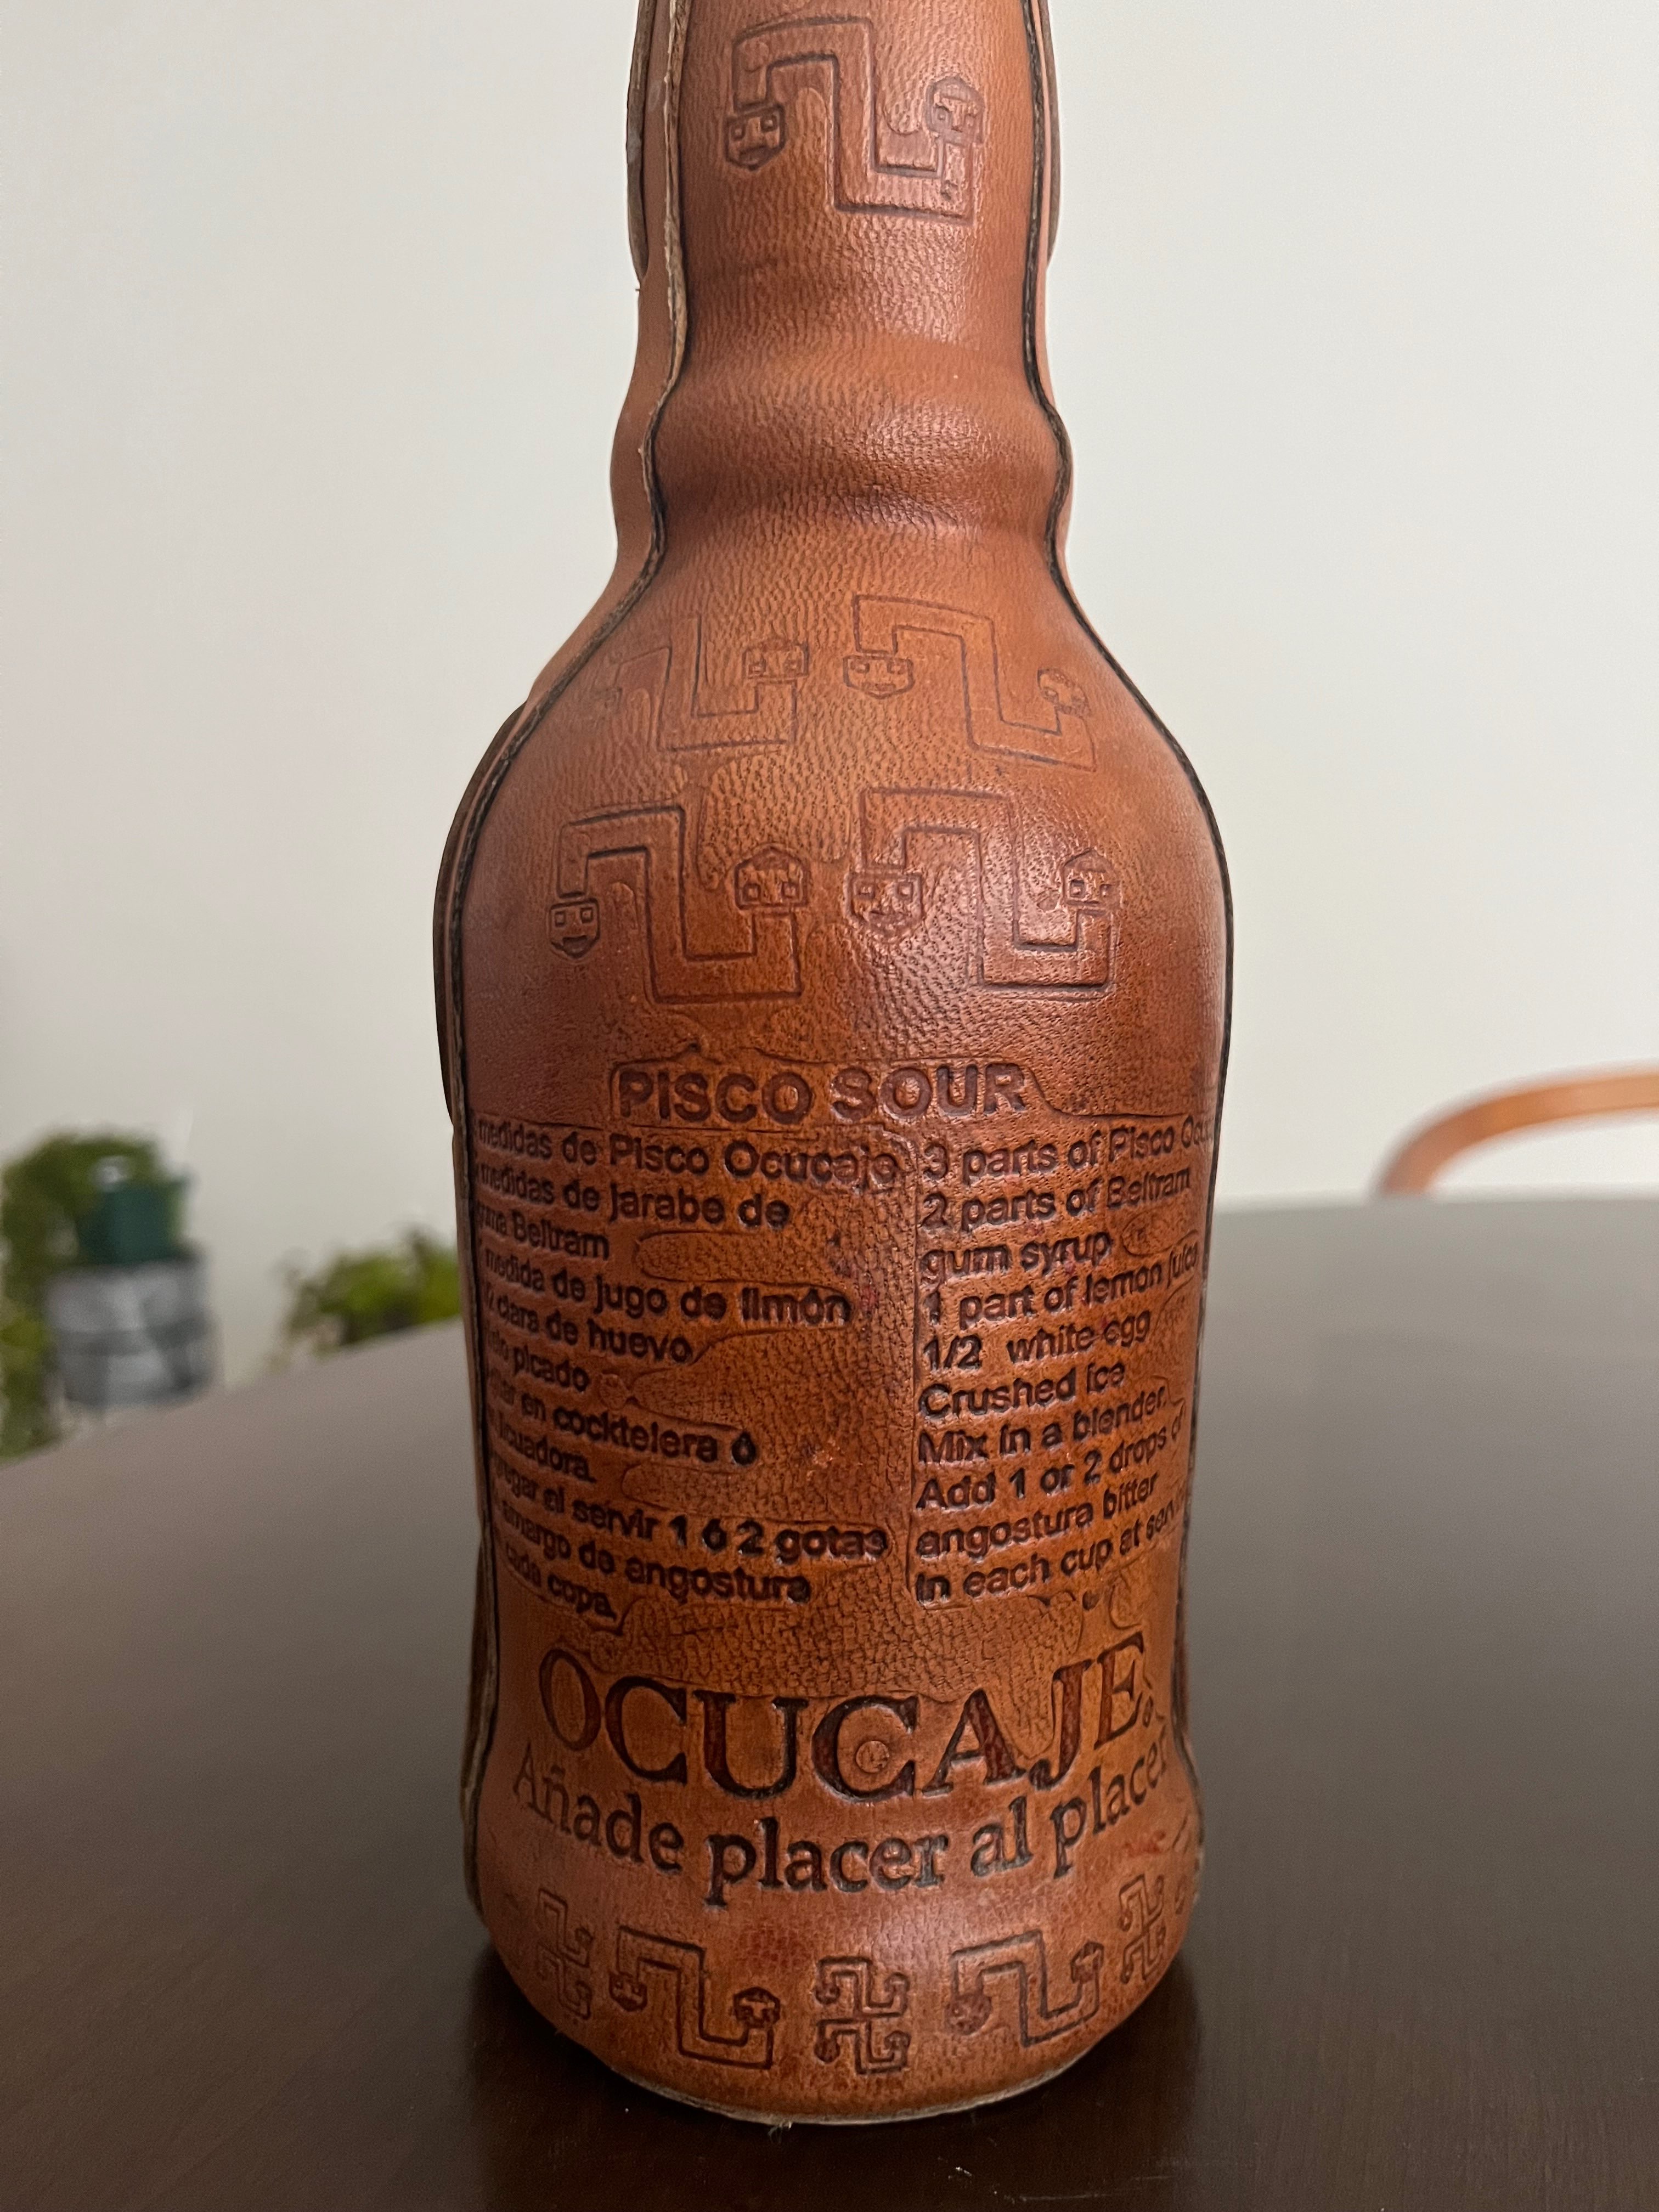 PISCO SOUR
medidas de Pisco Ocucaje
medidas de jarabe de
Beltram
medida de jugo de limón
clara de huevo
picado
en cocktelera ó
licuadora.
al servir 1 ó 2 gotas
amargo de angostura
cada copa.
3 parts of Pisco
2 parts of Beltram
gum syrup
1 part of lemon juice
1/2 white egg
Crushed ice
Mix in a blender.
Add 1 or 2 drops of
angostura bitter
in each cup at
OCUCAJE
Añade placer al placer